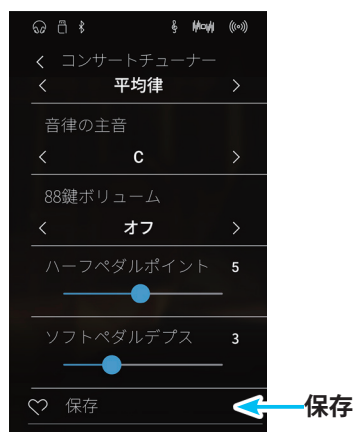 コンサートチューナー
平均律
音律の主音
C
88鍵ボリューム
オフ
ハーフペダルポイント 5
ソフトペダルデプス 3
保存 保存